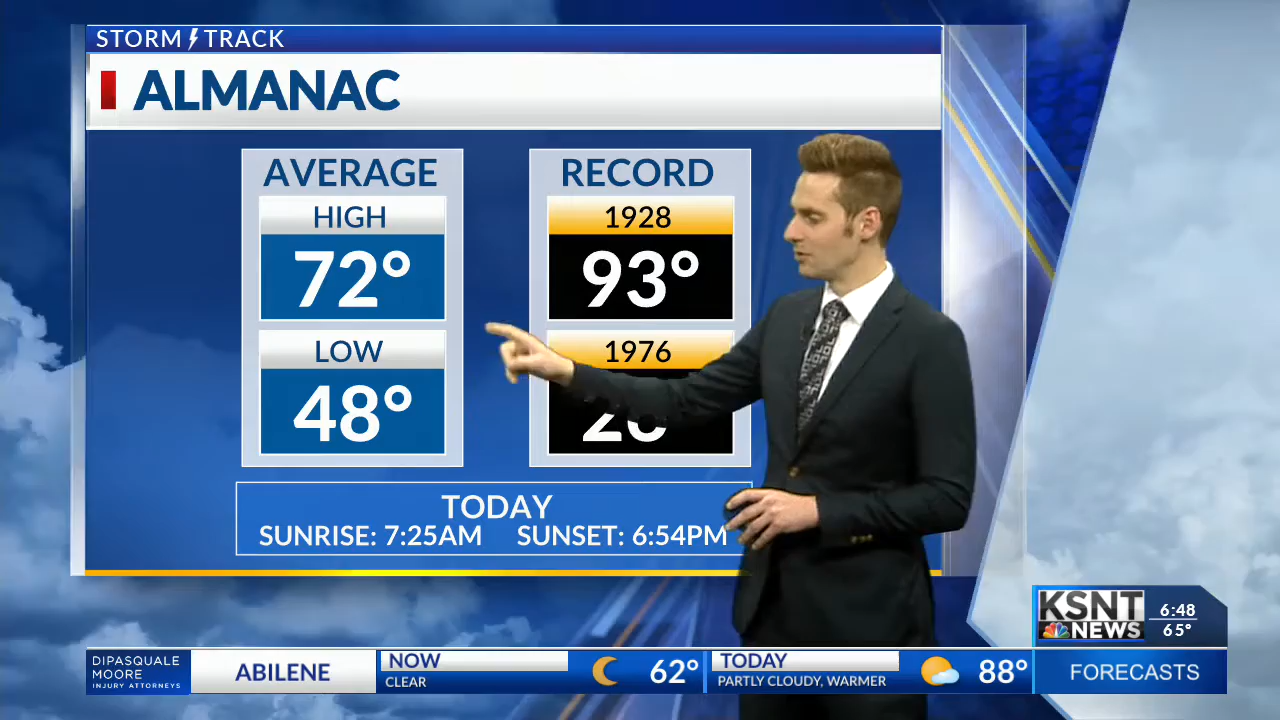 STORM TRACK
ALMANAC
AVERAGE
HIGH
72°
LOW
48°
RECORD
1928
93°
1976
TODAY
SUNRISE: 7:25AM SUNSET: 6:54PM
KSNT
NEWS
6:48
65°
DIPASQUALE
MOORE
INJURY ATTORNEYS
ABILENE
NOW
CLEAR
62°
TODAY
PARTLY CLOUDY, WARMER
88°
FORECASTS